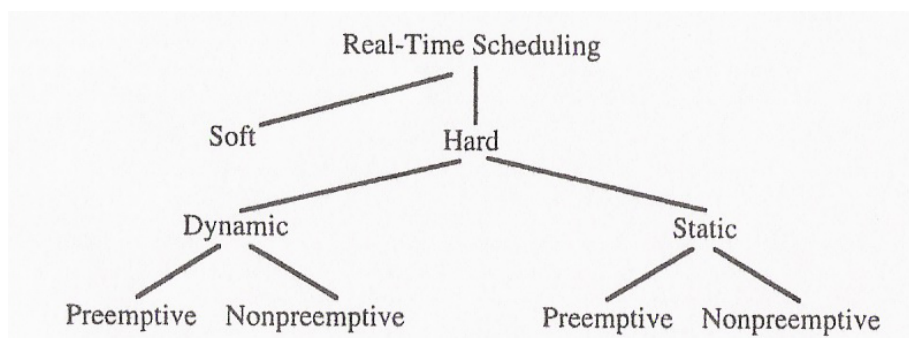 Real-Time Scheduling
Soft
Hard
Dynamic
Static
Preemptive Nonpreemptive
Preemptive Nonpreemptive